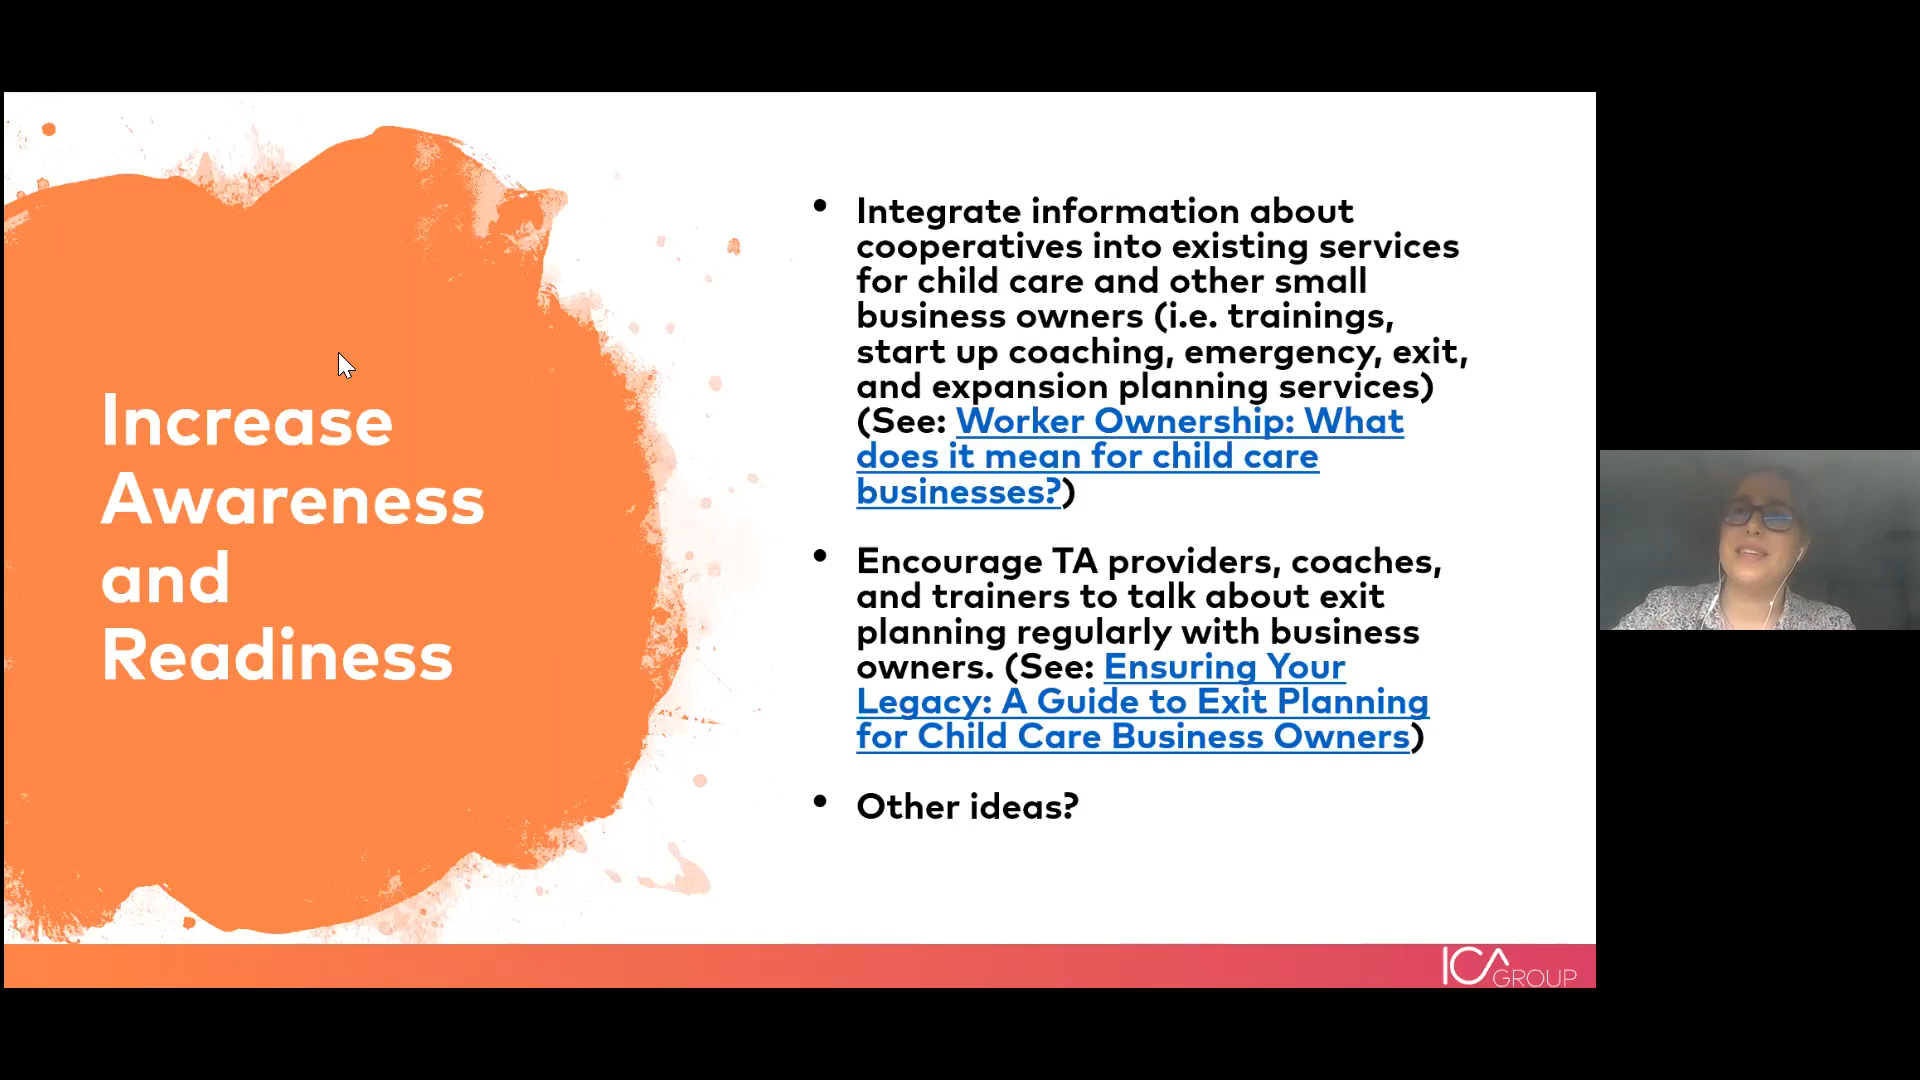 Increase
Awareness
and
Readiness
• Integrate information about
cooperatives into existing services
for child care and other small
business owners (i.e. trainings,
start up coaching, emergency, exit,
and expansion planning services)
(See: Worker Ownership: What
does it mean for child care
businesses?)
• Encourage TA providers, coaches,
and trainers to talk about exit
planning regularly with business
owners. (See: Ensuring Your
Legacy: A Guide to Exit Planning
for Child Care Business Owners)
• Other ideas?
ICA GROUP